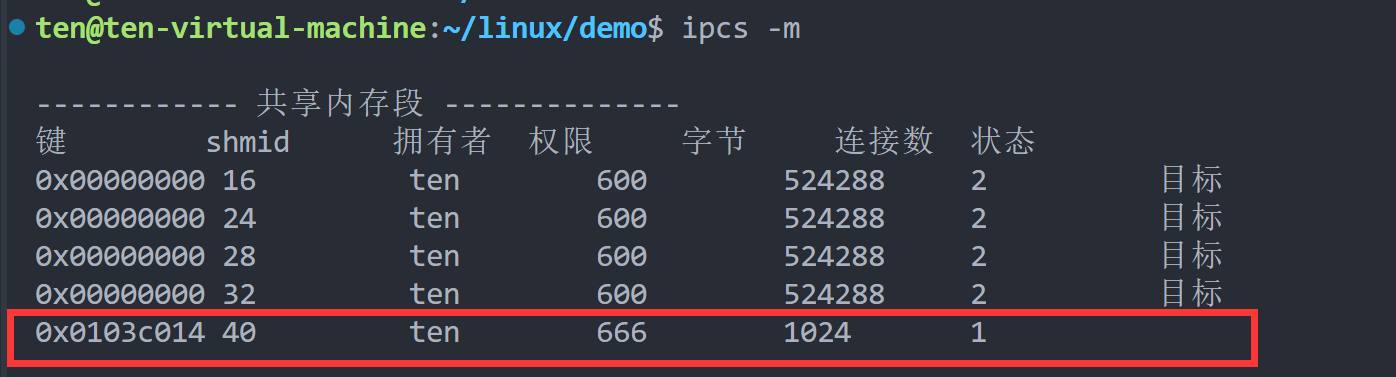 ten@ten-virtual-machine:~/linux/demo$ ipcs -m
------------ 共享内存段 --------------
键 shmid 拥有者 权限 字节 连接数 状态
0x00000000 16 ten 600 524288 2 目标
0x00000000 24 ten 600 524288 2 目标
0x00000000 28 ten 600 524288 2 目标
0x00000000 32 ten 600 524288 2 目标
0x0103c014 40 ten 666 1024 1